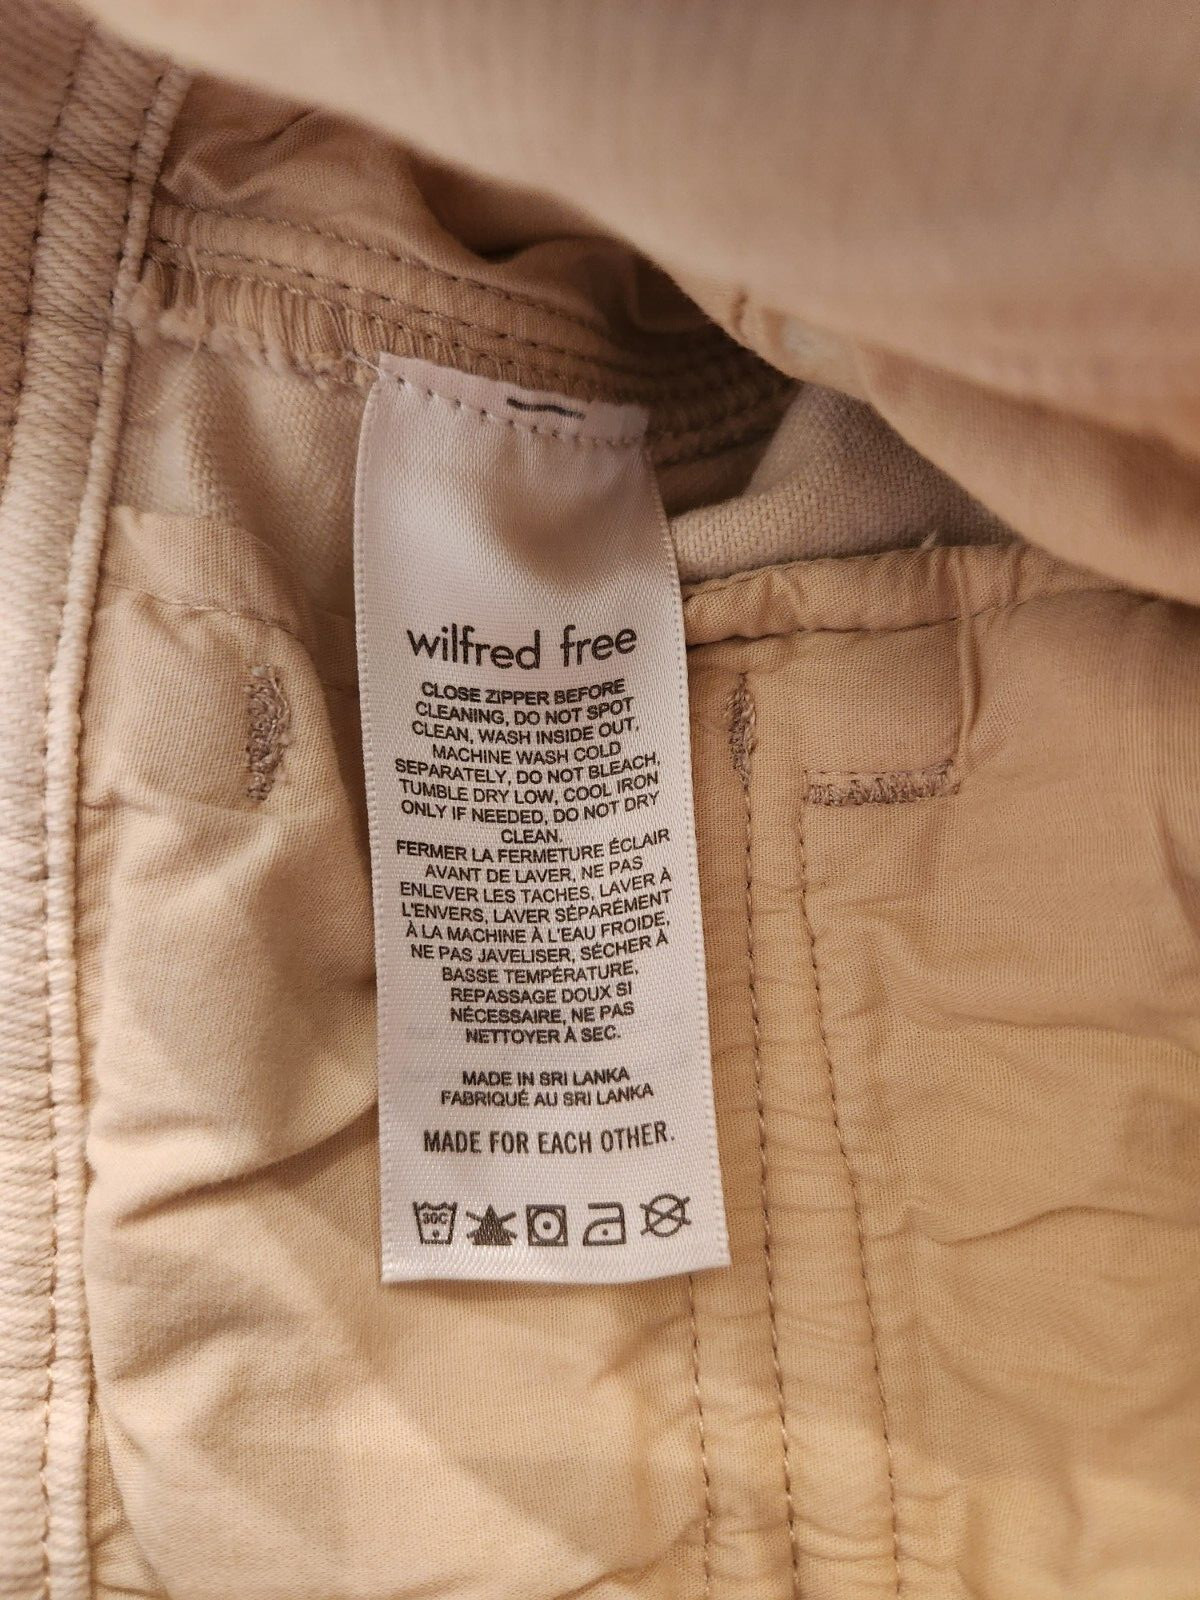 wilfred free
CLOSE ZIPPER BEFORE
CLEANING, DO NOT SPOT
CLEAN, WASH INSIDE OUT,
MACHINE WASH COLD
SEPARATELY, DO NOT BLEACH,
TUMBLE DRY LOW, COOL IRON
ONLY IF NEEDED, DO NOT DRY
CLEAN.
FERMER LA FERMETURE ÉCLAIR
AVANT DE LAVER, NE PAS
ENLEVER LES TACHES, LAVER À
L'ENVERS, LAVER SÉPARÉMENT
À LA MACHINE À L'EAU FROIDE,
NE PAS JAVELISER, SÉCHER À
BASSE TEMPÉRATURE,
REPASSAGE DOUX SI
NÉCESSAIRE, NE PAS
NETTOYER À SEC.
MADE IN SRI LANKA
FABRIQUÉ AU SRI LANKA
MADE FOR EACH OTHER.
30C